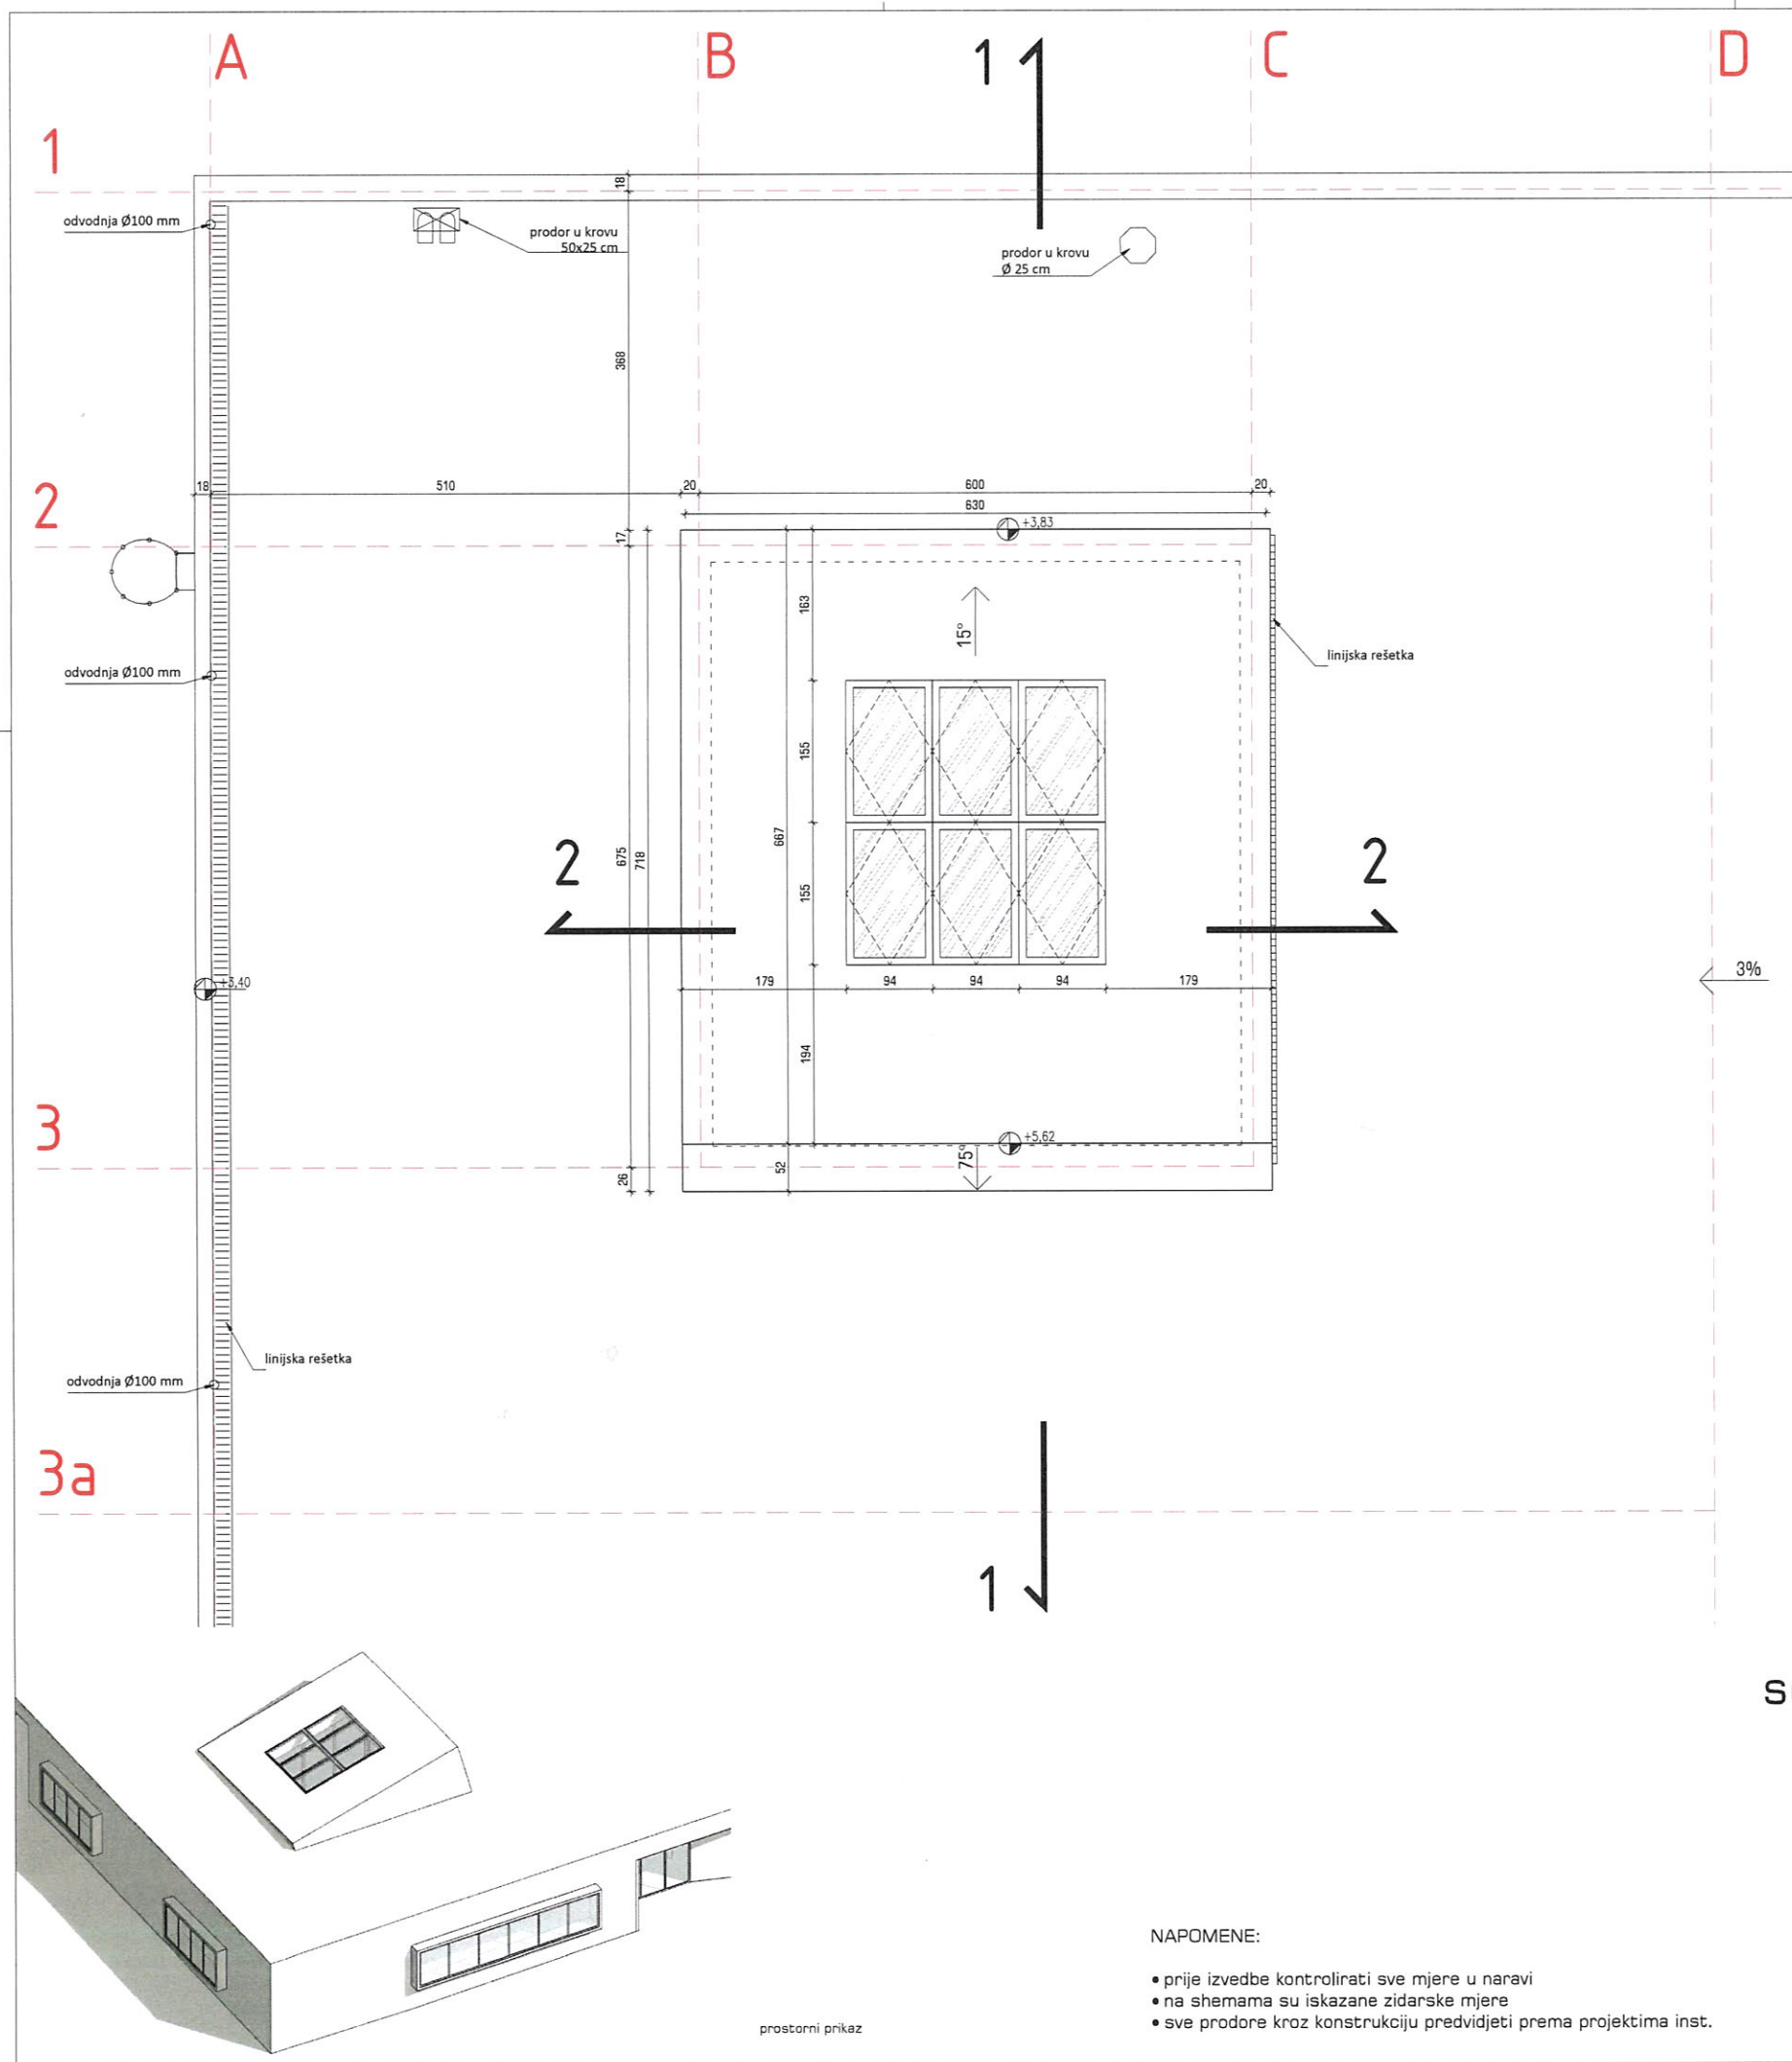 A
B
1
C
D
1
18
odvodnja Ø100 mm
prodor u krovu
50x25 cm
prodor u krovu
Ø 25 cm
368
2
18
510
20
600
20
630
+3,83
17
163
15°
linijska rešetka
odvodnja Ø100 mm
155
667
675
718
2
2
155
+3,40
179
94
94
94
179
3%
194
3
+5,62
75°
52
26
linijska rešetka
odvodnja Ø100 mm
3a
1
S
prostorni prikaz
NAPOMENE:
• prije izvedbe kontrolirati sve mjere u naravi
• na shemama su iskazane zidarske mjere
• sve prodore kroz konstrukciju predvidjeti prema projektima inst.